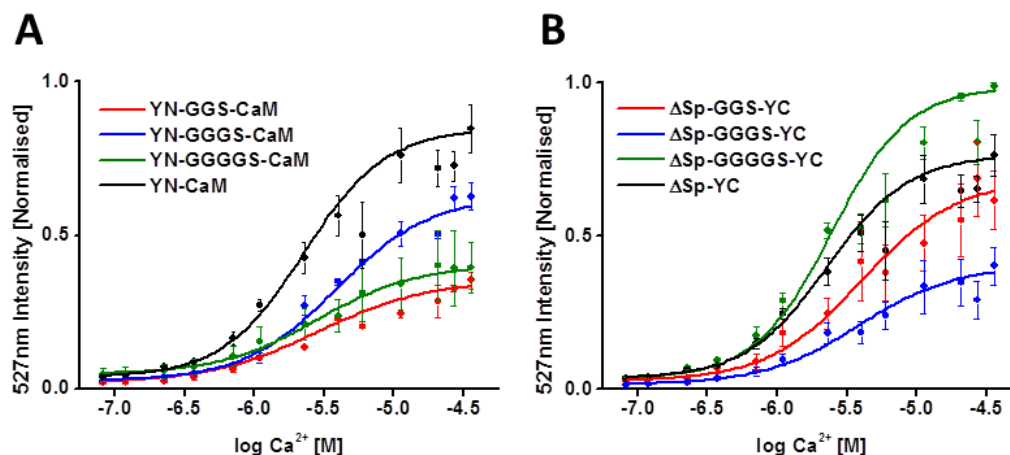 A
527nm Intensity [Normalised]
1.0
0.5
0.0
YN-GGS-CaM
YN-GGGS-CaM
YN-GGGGS-CaM
YN-CaM
-7.0 -6.5 -6.0 -5.5 -5.0 -4.5
log Ca²⁺ [M]
B
527nm Intensity [Normalised]
1.0
0.5
0.0
ΔSp-GGS-YC
ΔSp-GGGS-YC
ΔSp-GGGGS-YC
ΔSp-YC
-7.0 -6.5 -6.0 -5.5 -5.0 -4.5
log Ca²⁺ [M]